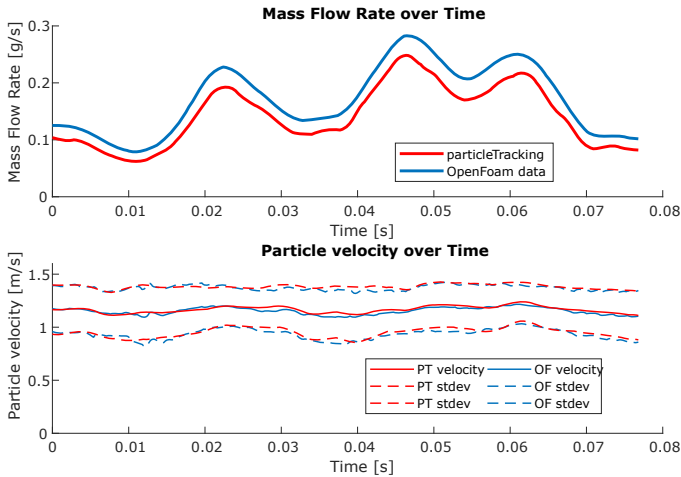 Mass Flow Rate over Time
Mass Flow Rate [g/s]
0.3
0.2
0.1
0
particleTracking
OpenFoam data
0 0.01 0.02 0.03 0.04 0.05 0.06 0.07 0.08
Time [s]
Particle velocity over Time
Particle velocity [m/s]
1.5
1
0.5
0
PT velocity OF velocity
PT stdev OF stdev
PT stdev OF stdev
0 0.01 0.02 0.03 0.04 0.05 0.06 0.07 0.08
Time [s]